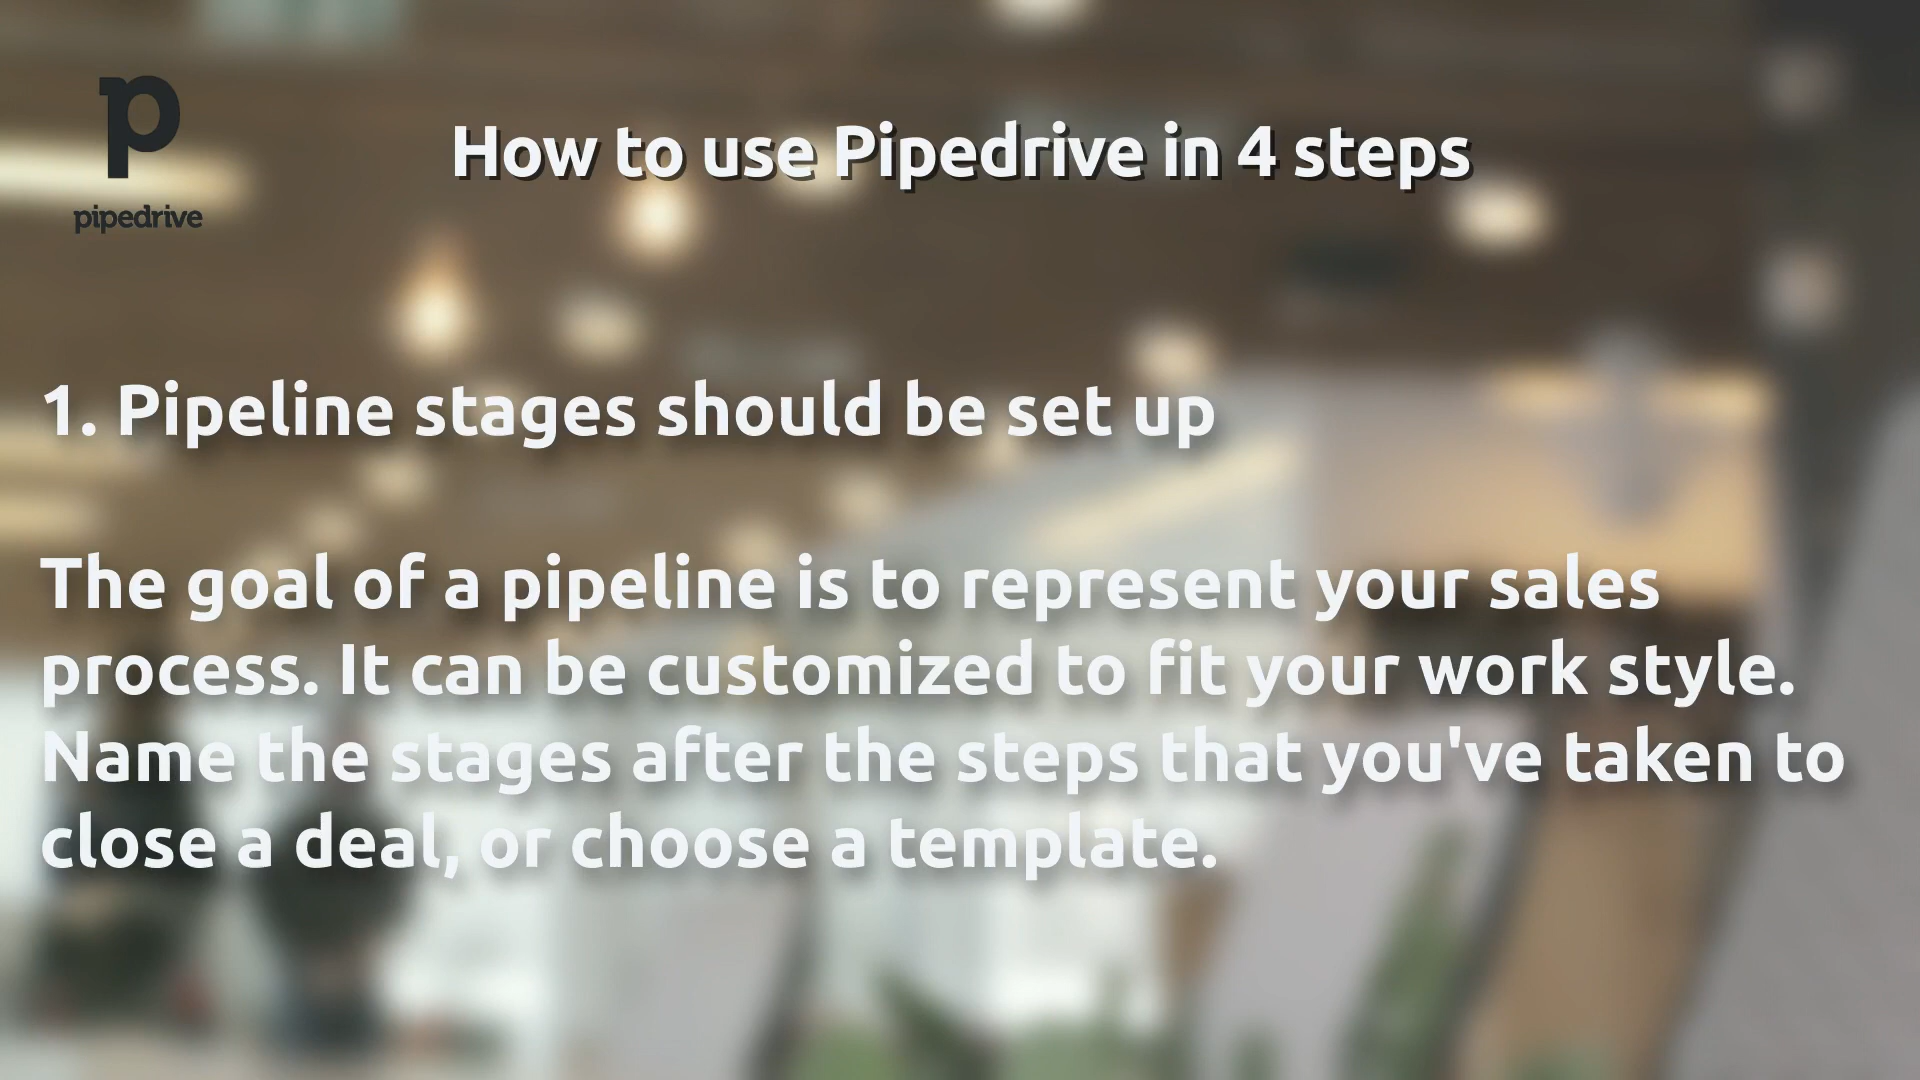 p
pipedrive
How to use Pipedrive in 4 steps
1. Pipeline stages should be set up
The goal of a pipeline is to represent your sales
process. It can be customized to fit your work style.
Name the stages after the steps that you've taken to
close a deal, or choose a template.